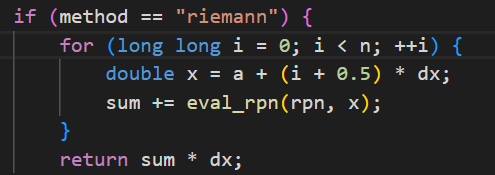 if (method == "riemann") {
for (long long i = 0; i < n; ++i) {
double x = a + (i + 0.5) * dx;
sum += eval_rpn(rpn, x);
}
return sum * dx;